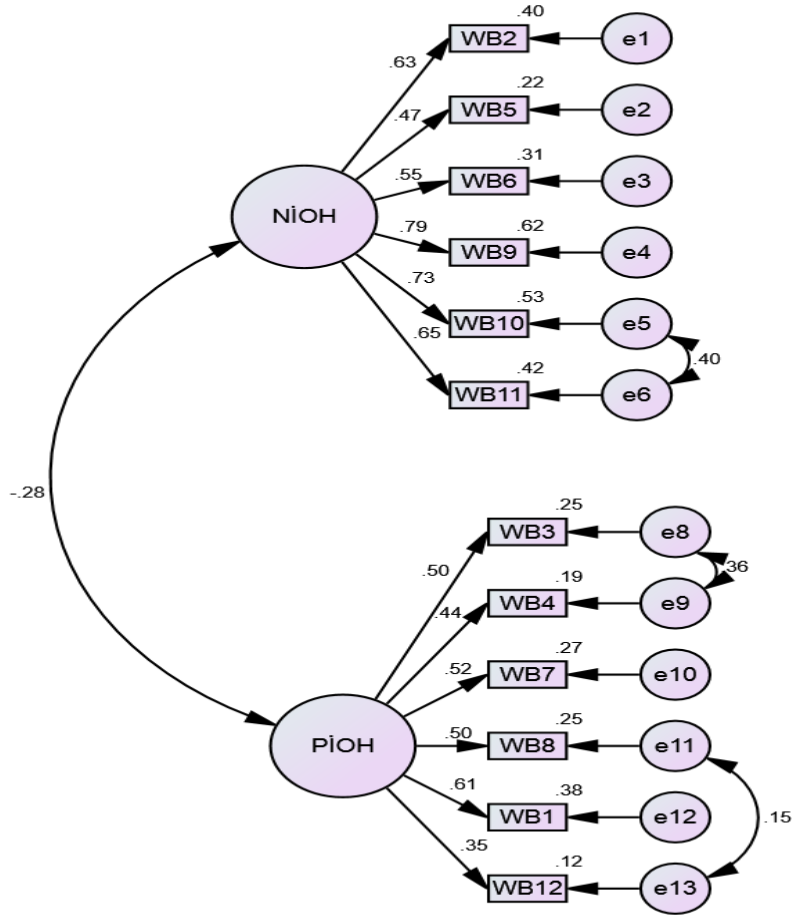 .40
WB2
e1
.63
.22
WB5
e2
.47
.31
WB6
e3
.55
NİOH
.79
.62
WB9
e4
.73
.53
WB10
e5
.65
.40
.42
WB11
e6
-.28
.25
WB3
e8
.50
.36
.19
WB4
e9
.44
.27
WB7
e10
.52
PİOH
.50
.25
WB8
e11
.61
.38
WB1
e12
.15
.35
.12
WB12
e13